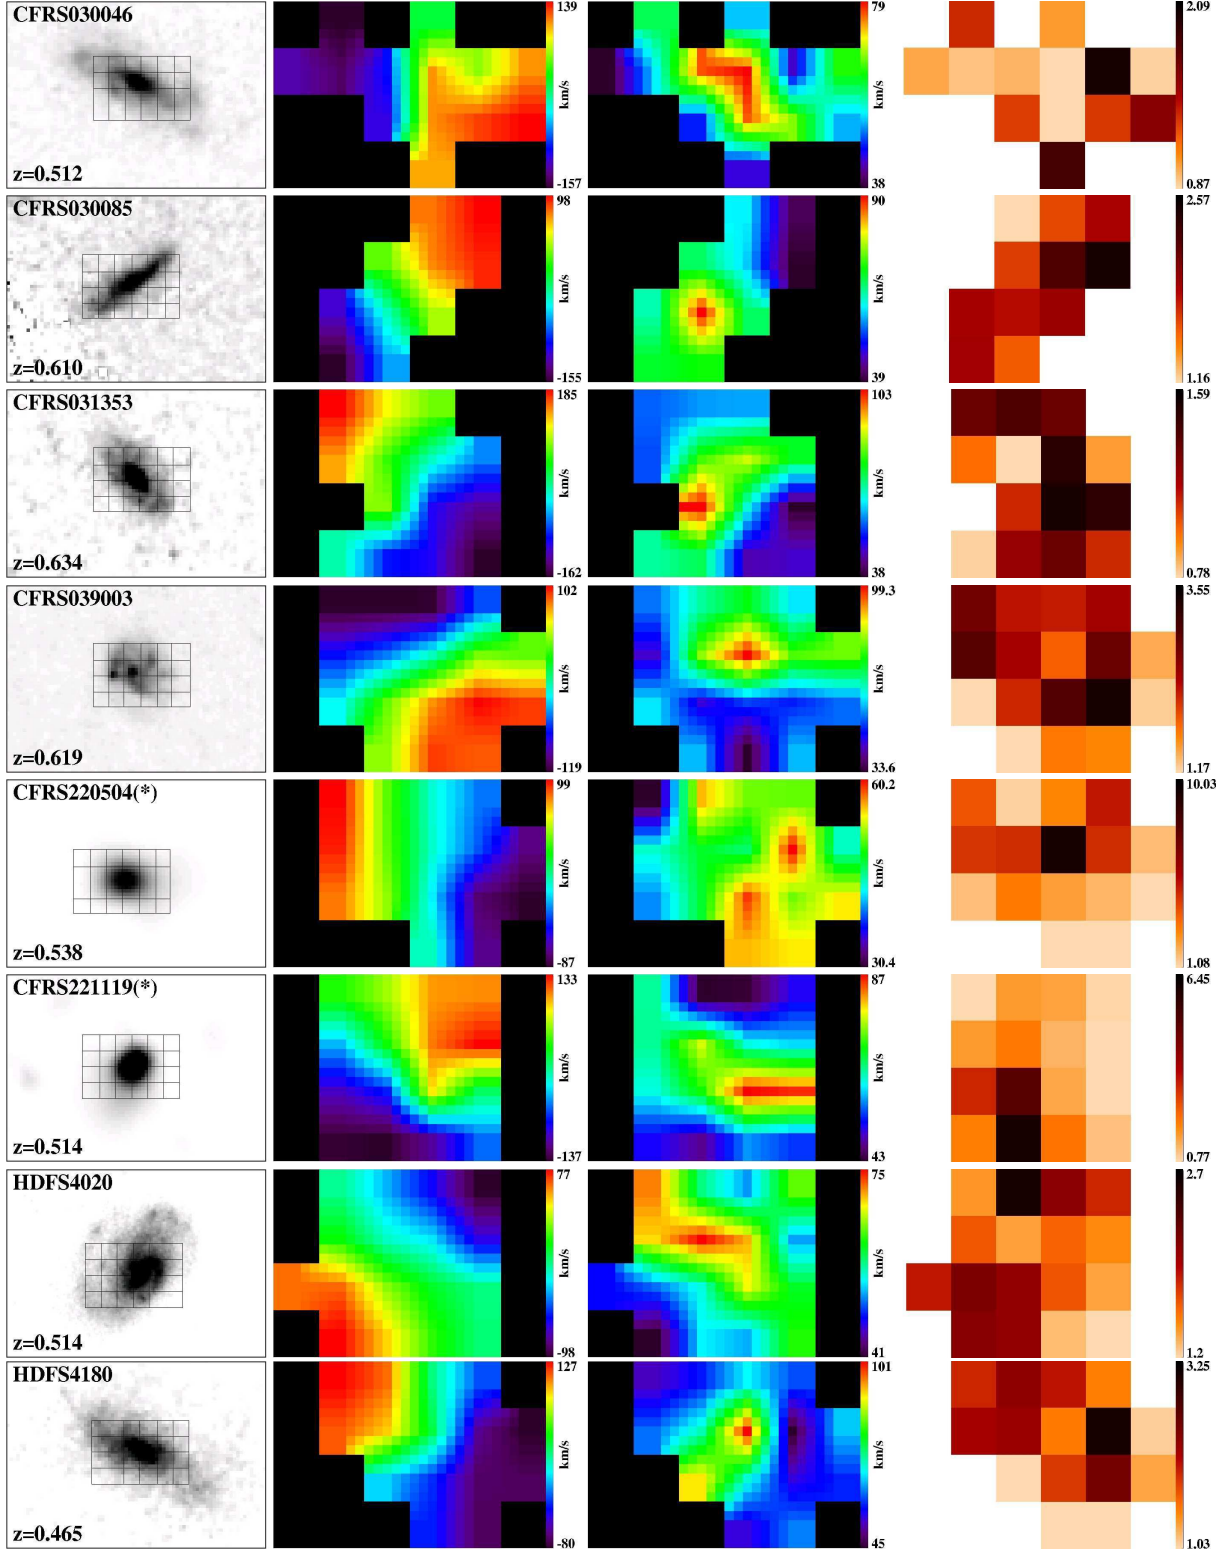 CFRS030046
z=0.512
139
km/s
-157
79
km/s
38
2.09
0.87
CFRS030085
z=0.610
98
km/s
-155
90
km/s
39
2.57
1.16
CFRS031353
z=0.634
185
km/s
-162
103
km/s
38
1.59
0.78
CFRS039003
z=0.619
102
km/s
-119
99.3
km/s
33.6
3.55
1.17
CFRS220504(*)
z=0.538
99
km/s
-87
60.2
km/s
30.4
10.03
1.08
CFRS221119(*)
z=0.514
133
km/s
-137
87
km/s
43
6.45
0.77
HDFS4020
z=0.514
77
km/s
-98
75
km/s
41
2.7
1.2
HDFS4180
z=0.465
127
km/s
-80
101
km/s
45
3.25
1.03